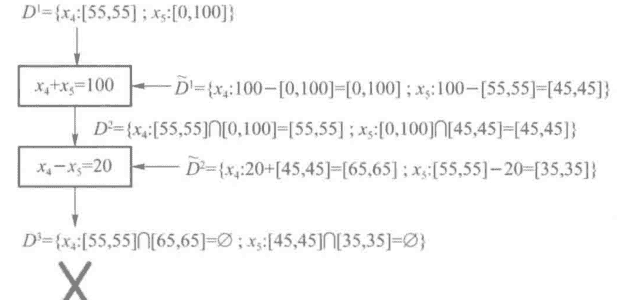 D¹={x₄:[55,55] ; x₅:[0,100]}
x₄+x₅=100
D̃¹={x₄:100−[0,100]=[0,100] ; x₅:100−[55,55]=[45,45]}
D²={x₄:[55,55]⋂[0,100]=[55,55] ; x₅:[0,100]⋂[45,45]=[45,45]}
x₄−x₅=20
D̃²={x₄:20+[45,45]=[65,65] ; x₅:[55,55]−20=[35,35]}
D³={x₄:[55,55]⋂[65,65]=∅ ; x₅:[45,45]⋂[35,35]=∅}